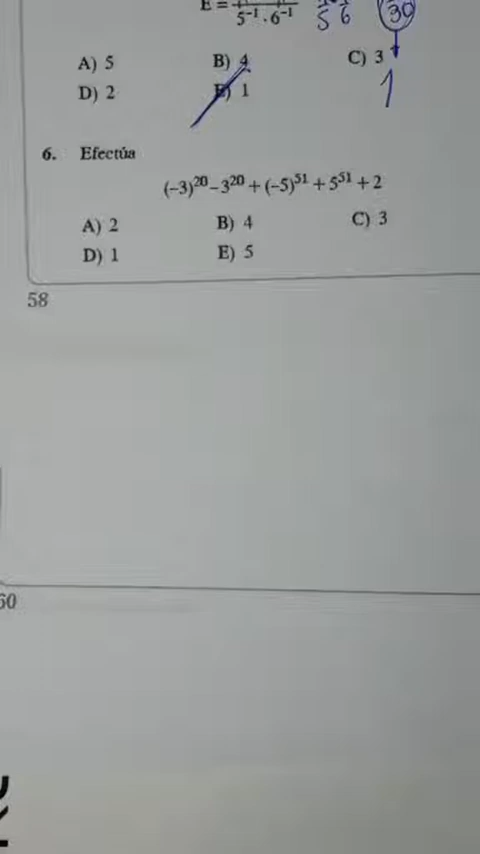 E =
5⁻¹ . 6⁻¹
5 6
30
A) 5 B) 4 C) 3
D) 2 E) 1
1
6. Efectúa
(−3)²⁰ − 3²⁰ + (−5)⁵¹ + 5⁵¹ + 2
A) 2 B) 4 C) 3
D) 1 E) 5
58
60